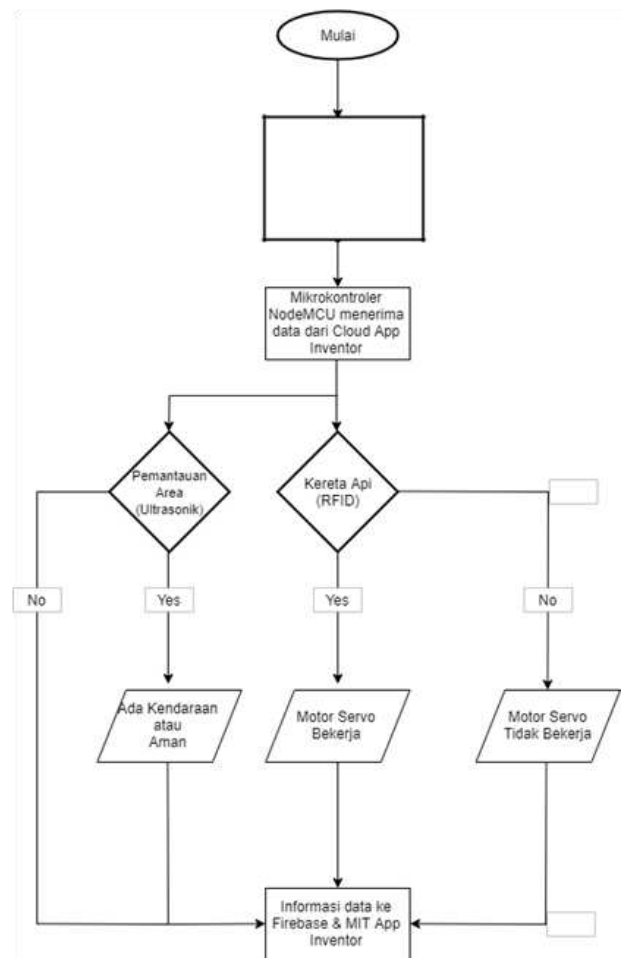 Mulai
Mikrokontroler
NodeMCU menerima
data dari Cloud App
Inventor
Pemantauan
Area
(Ultrasonik)
Kereta Api
(RFID)
No
Yes
Yes
No
Ada Kendaraan
atau
Aman
Motor Servo
Bekerja
Motor Servo
Tidak Bekerja
Informasi data ke
Firebase & MIT App
Inventor